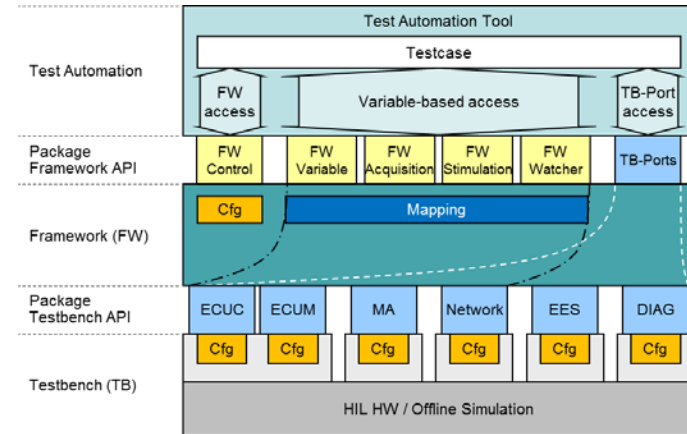 Test Automation Tool
Testcase
Test Automation
FW
access
Variable-based access
TB-Port
access
Package
Framework API
FW
Control
FW
Variable
FW
Acquisition
FW
Stimulation
FW
Watcher
TB-Ports
Cfg
Mapping
Framework (FW)
Package
Testbench API
ECUC
ECUM
MA
Network
EES
DIAG
Cfg
Cfg
Cfg
Cfg
Cfg
Cfg
Testbench (TB)
HIL HW / Offline Simulation